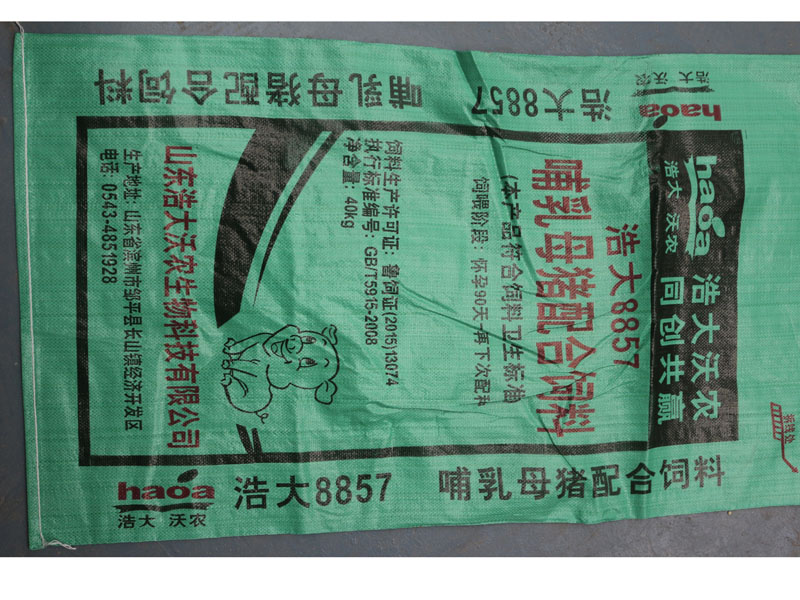 哺乳母猪配合饲料
浩大8857
浩大 沃农
haoa
haoa
浩大 沃农
浩大沃农
同创共赢
浩大8857
哺乳母猪配合饲料
(本产品符合饲料卫生标准)
饲喂阶段：怀孕90天--再下次配种
饲料生产许可证：鲁饲证(2015)13074
执行标准编号：GB/T5915-2008
净含量：40kg
山东浩大沃农生物科技有限公司
生产地址：山东省滨州市邹平县长山镇经济开发区
电话：0543-4851928
拆线处
haoa
浩大 沃农
浩大8857
哺乳母猪配合饲料